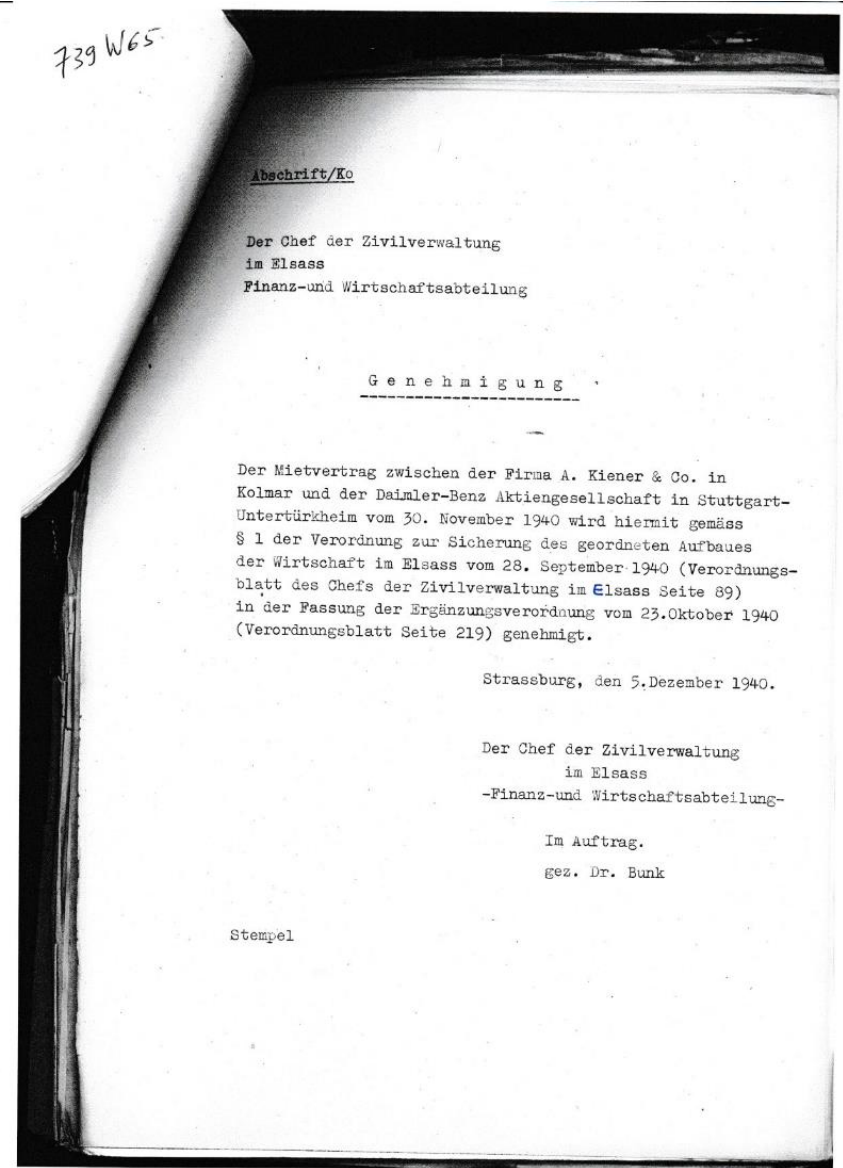 739 W65.
Abschrift/Ko
Der Chef der Zivilverwaltung
im Elsass
Finanz-und Wirtschaftsabteilung
Genehmigung
Der Mietvertrag zwischen der Firma A. Kiener & Co. in
Kolmar und der Daimler-Benz Aktiengesellschaft in Stuttgart-
Untertürkheim vom 30. November 1940 wird hiermit gemäss
§ 1 der Verordnung zur Sicherung des geordneten Aufbaues
der Wirtschaft im Elsass vom 28. September 1940 (Verordnungs-
blatt des Chefs der Zivilverwaltung im Elsass Seite 89)
in der Fassung der Ergänzungsverordnung vom 23.Oktober 1940
(Verordnungsblatt Seite 219) genehmigt.
Strassburg, den 5.Dezember 1940.
Der Chef der Zivilverwaltung
im Elsass
-Finanz-und Wirtschaftsabteilung-
Im Auftrag.
gez. Dr. Bunk
Stempel